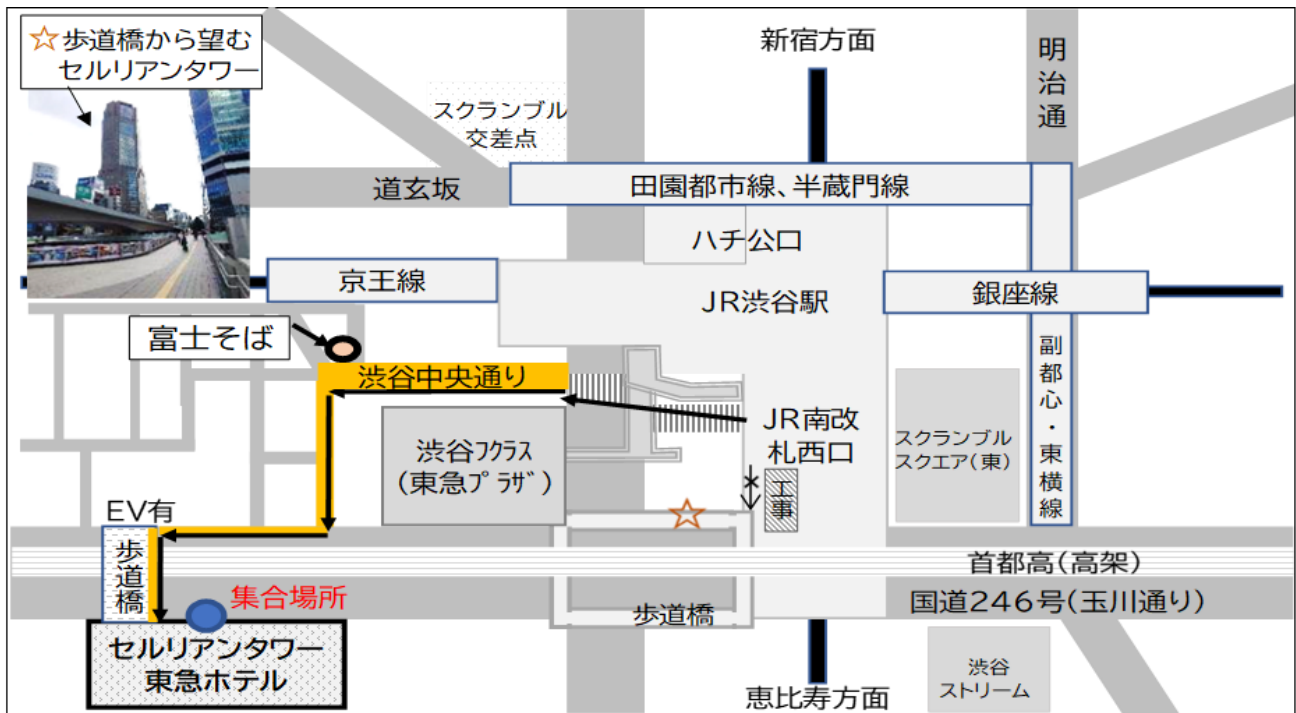 ☆歩道橋から望む
セルリアンタワー
新宿方面
明治通
スクランブル
交差点
道玄坂
田園都市線、半蔵門線
ハチ公口
京王線
JR渋谷駅
銀座線
富士そば
渋谷中央通り
副都心・東横線
JR南改
札西口
スクランブル
スクエア(東)
渋谷フクラス
(東急プラザ)
工事
EV有
歩道橋
首都高(高架)
集合場所
国道246号(玉川通り)
歩道橋
セルリアンタワー
東急ホテル
渋谷
ストリーム
恵比寿方面